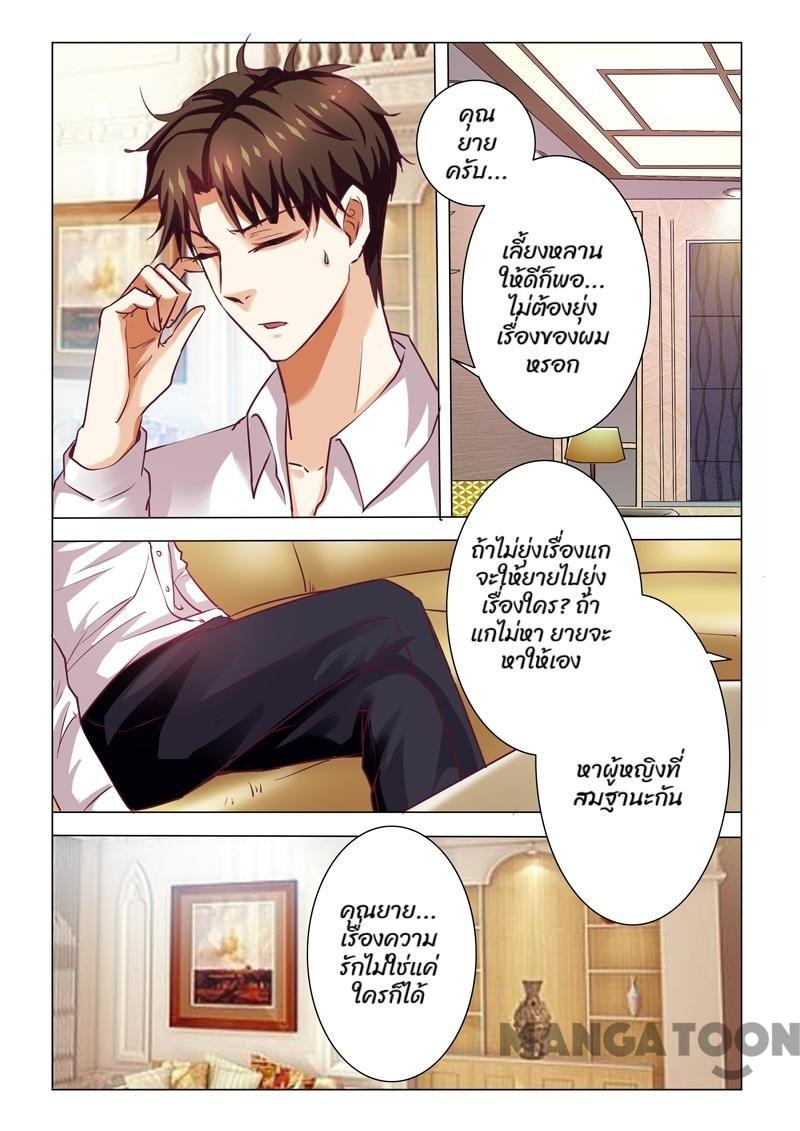 คุณ
ยาย
ครับ...
เลี้ยงหลาน
ให้ดีก็พอ...
ไม่ต้องยุ่ง
เรื่องของผม
หรอก
ถ้าไม่ยุ่งเรื่องแก
จะให้ยายไปยุ่ง
เรื่องใคร? ถ้า
แกไม่หา ยายจะ
หาให้เอง
หาผู้หญิงที่
สมฐานะกัน
คุณยาย...
เรื่องความ
รักไม่ใช่แค่
ใครก็ได้
MANGATOON